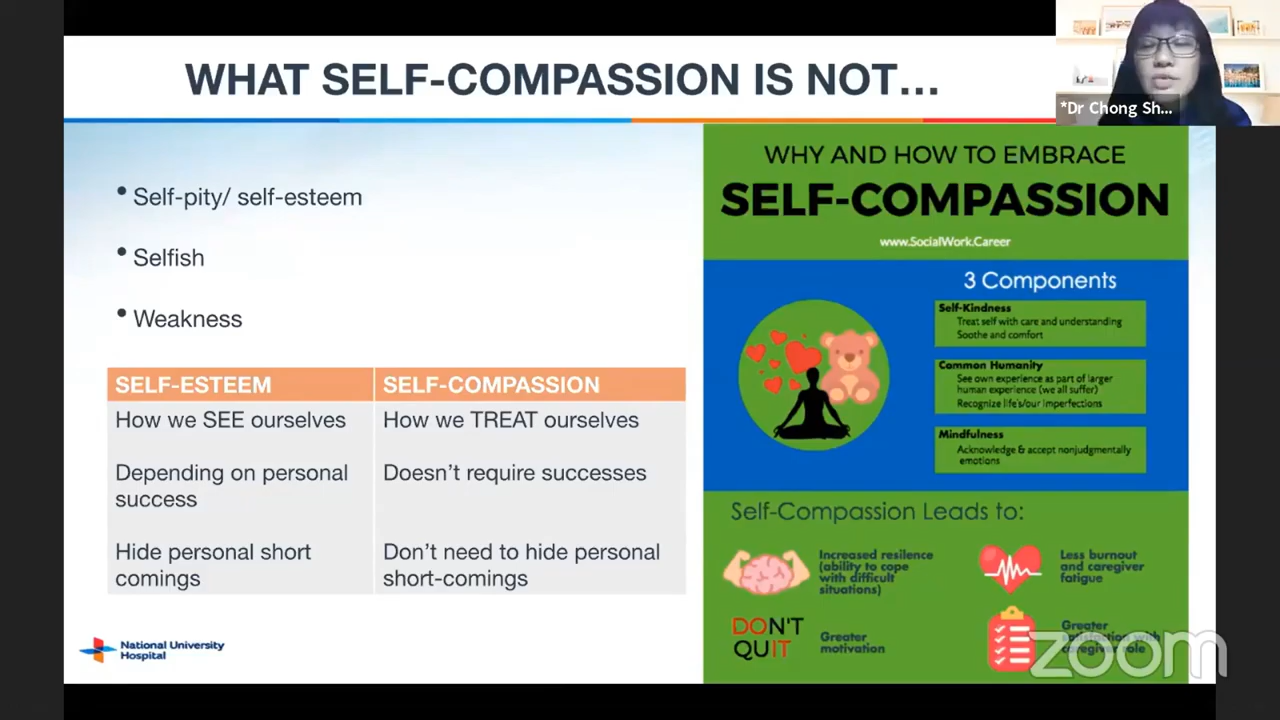 WHAT SELF-COMPASSION IS NOT...
*Dr Chong Sh...
• Self-pity/ self-esteem
• Selfish
• Weakness
SELF-ESTEEM SELF-COMPASSION
How we SEE ourselves How we TREAT ourselves
Depending on personal
success
Doesn't require successes
Hide personal short
comings
Don't need to hide personal
short-comings
National University
Hospital
WHY AND HOW TO EMBRACE
SELF-COMPASSION
www.SocialWork.Career
3 Components
Self-Kindness
Treat self with care and understanding
Soothe and comfort
Common Humanity
See own experience as part of larger
human experience (we all suffer)
Recognize life's/our imperfections
Mindfulness
Acknowledge & accept nonjudgmentally
emotions
Self-Compassion Leads to:
Increased resilence
(ability to cope
with difficult
situations)
Less burnout
and caregiver
fatigue
DON'T
QUIT
Greater
motivation
Greater
satisfaction with
caregiver role
zoom